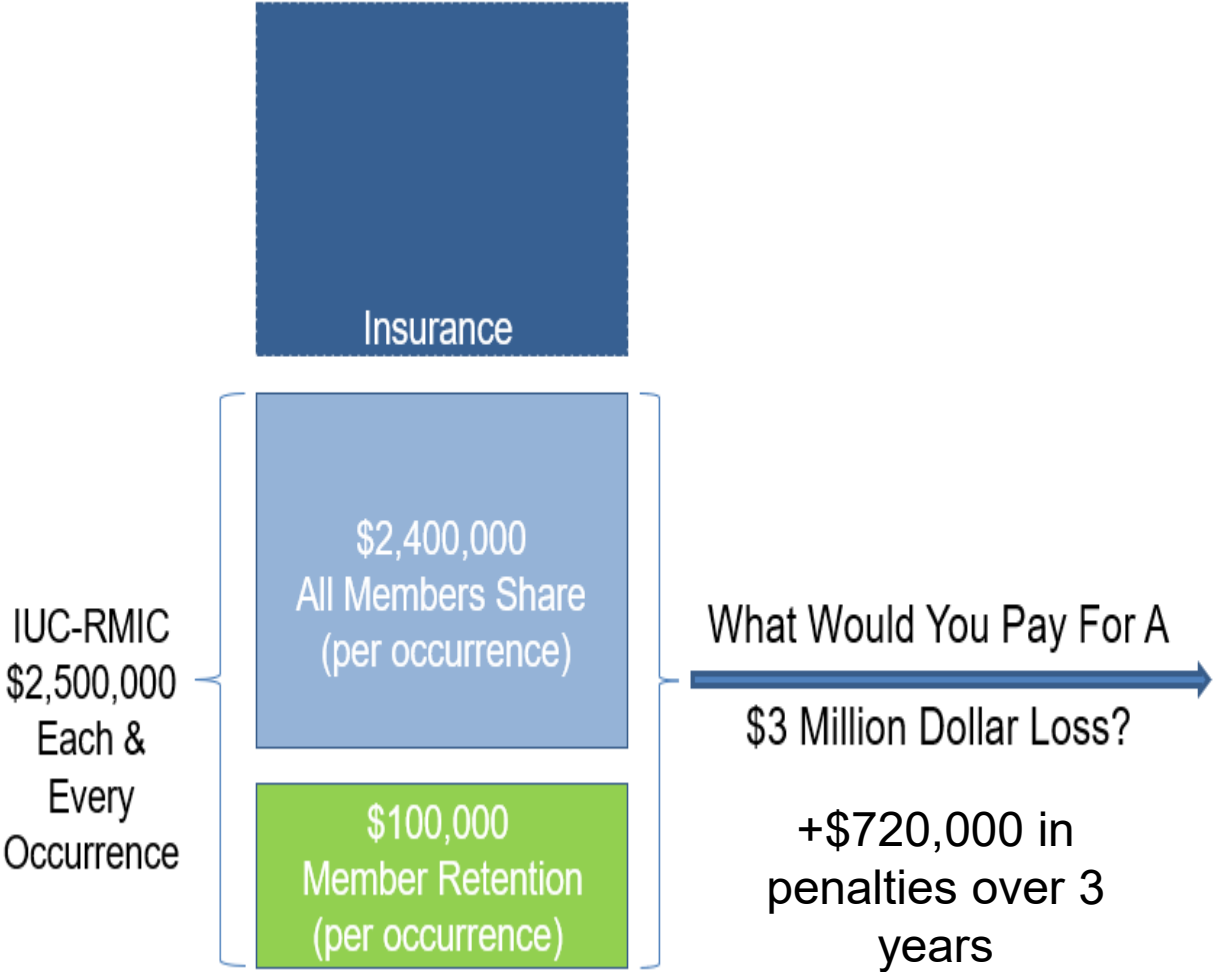 Insurance
$2,400,000
All Members Share
(per occurrence)
IUC-RMIC
$2,500,000
Each &
Every
Occurrence
$100,000
Member Retention
(per occurrence)
What Would You Pay For A
$3 Million Dollar Loss?
+$720,000 in
penalties over 3
years